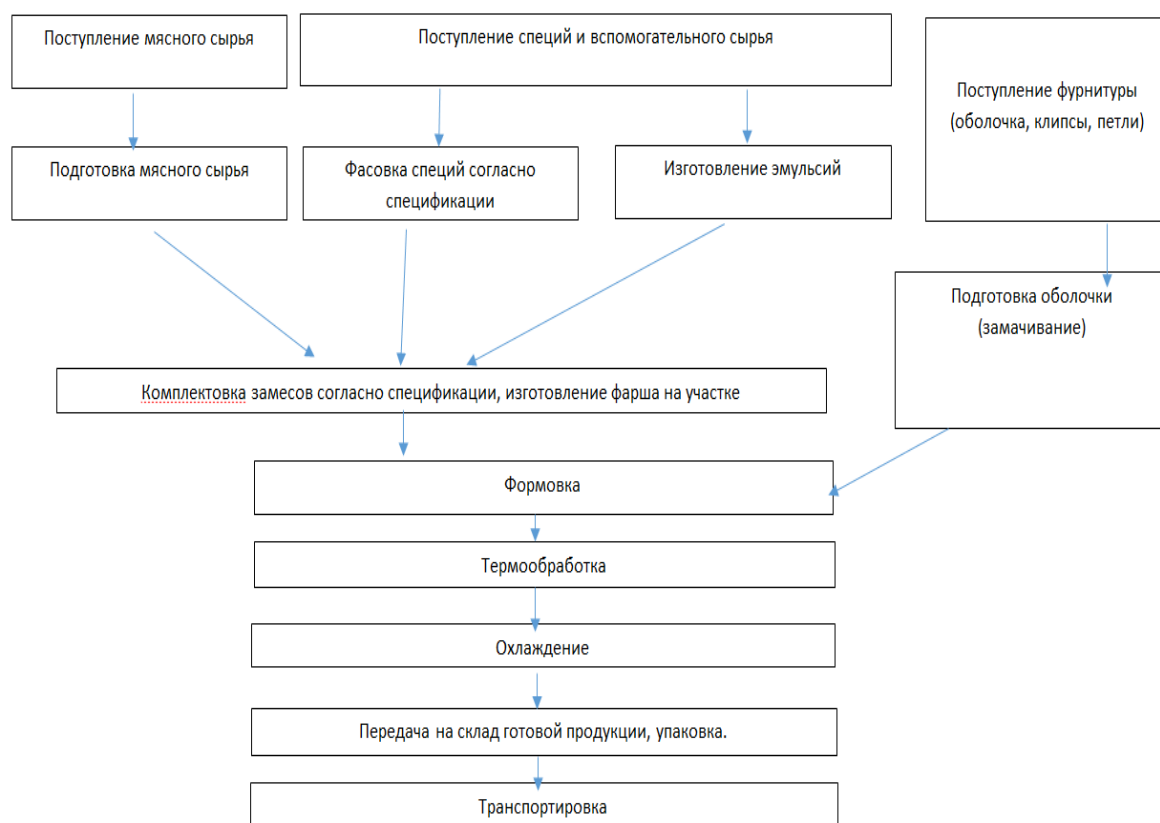 Поступление мясного сырья
Поступление специй и вспомогательного сырья
Поступление фурнитуры
(оболочка, клипсы, петли)
Подготовка мясного сырья
Фасовка специй согласно
спецификации
Изготовление эмульсий
Подготовка оболочки
(замачивание)
Комплектовка замесов согласно спецификации, изготовление фарша на участке
Формовка
Термообработка
Охлаждение
Передача на склад готовой продукции, упаковка.
Транспортировка